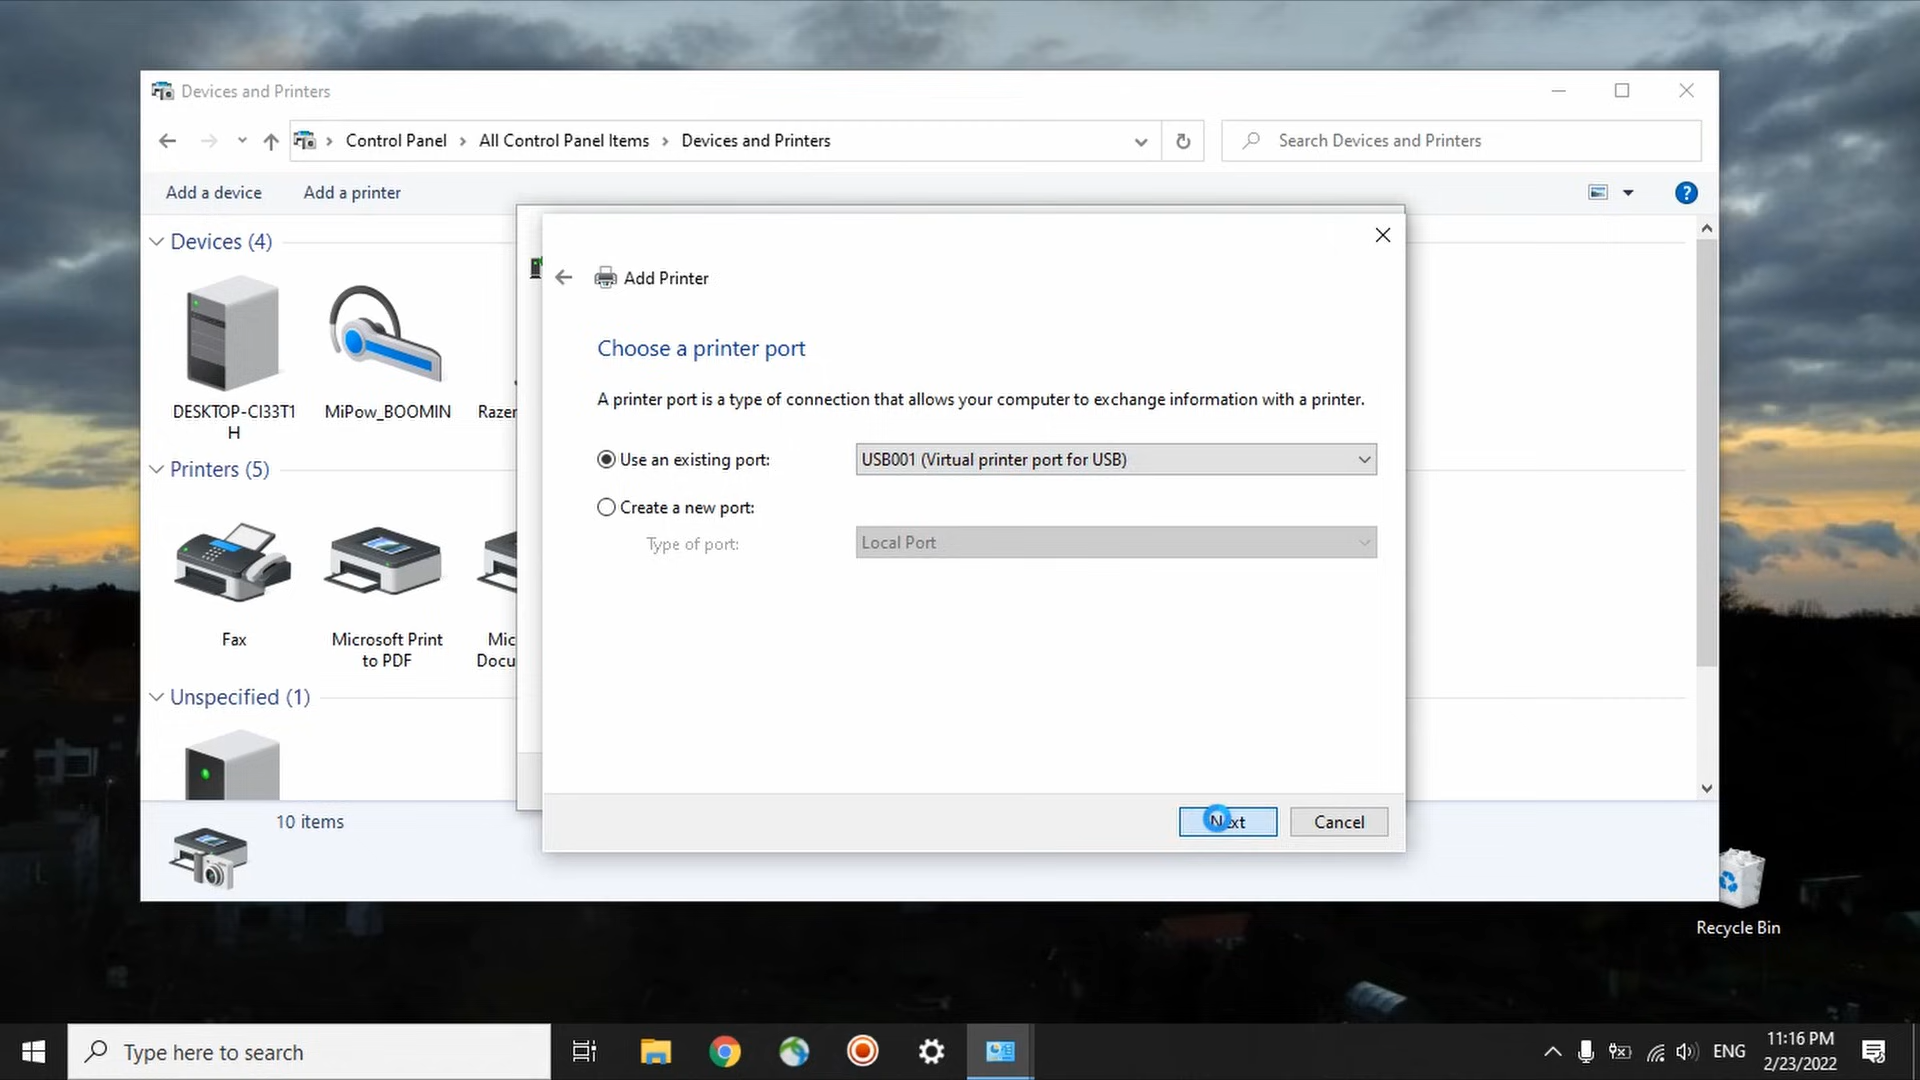 Devices and Printers
Control Panel > All Control Panel Items > Devices and Printers
Search Devices and Printers
Add a device
Add a printer
?
Devices (4)
DESKTOP-CI33T1
H
MiPow_BOOMIN
Razer
Printers (5)
Fax
Microsoft Print
to PDF
Mic
Docu
Unspecified (1)
10 items
Add Printer
Choose a printer port
A printer port is a type of connection that allows your computer to exchange information with a printer.
Use an existing port:
USB001 (Virtual printer port for USB)
Create a new port:
Type of port:
Local Port
Next
Cancel
Recycle Bin
Type here to search
ENG
11:16 PM
2/23/2022